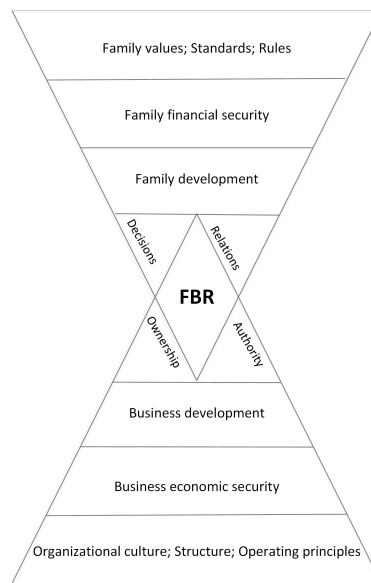 Family values; Standards; Rules
Family financial security
Family development
Decisions
Relations
FBR
Ownership
Authority
Business development
Business economic security
Organizational culture; Structure; Operating principles